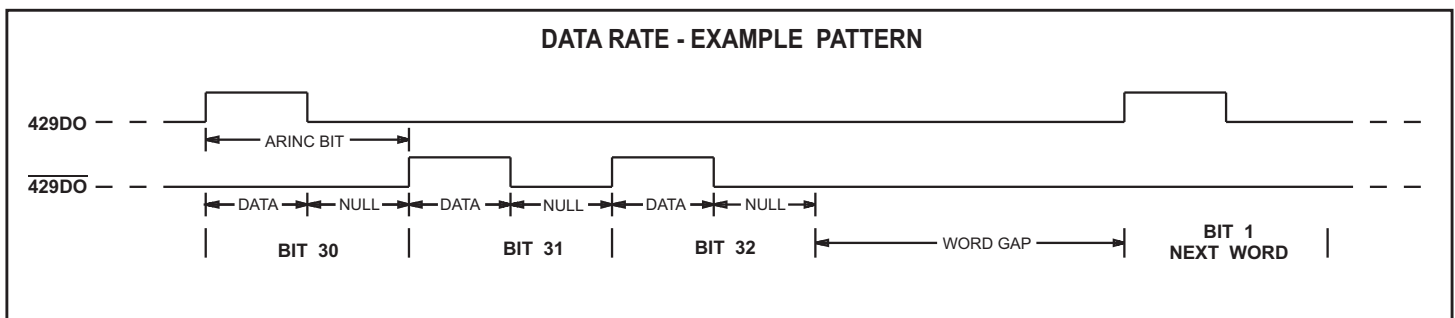 DATA RATE - EXAMPLE PATTERN
429DO
ARINC BIT
429DO
DATA NULL DATA NULL DATA NULL
BIT 30 BIT 31 BIT 32 WORD GAP BIT 1
NEXT WORD